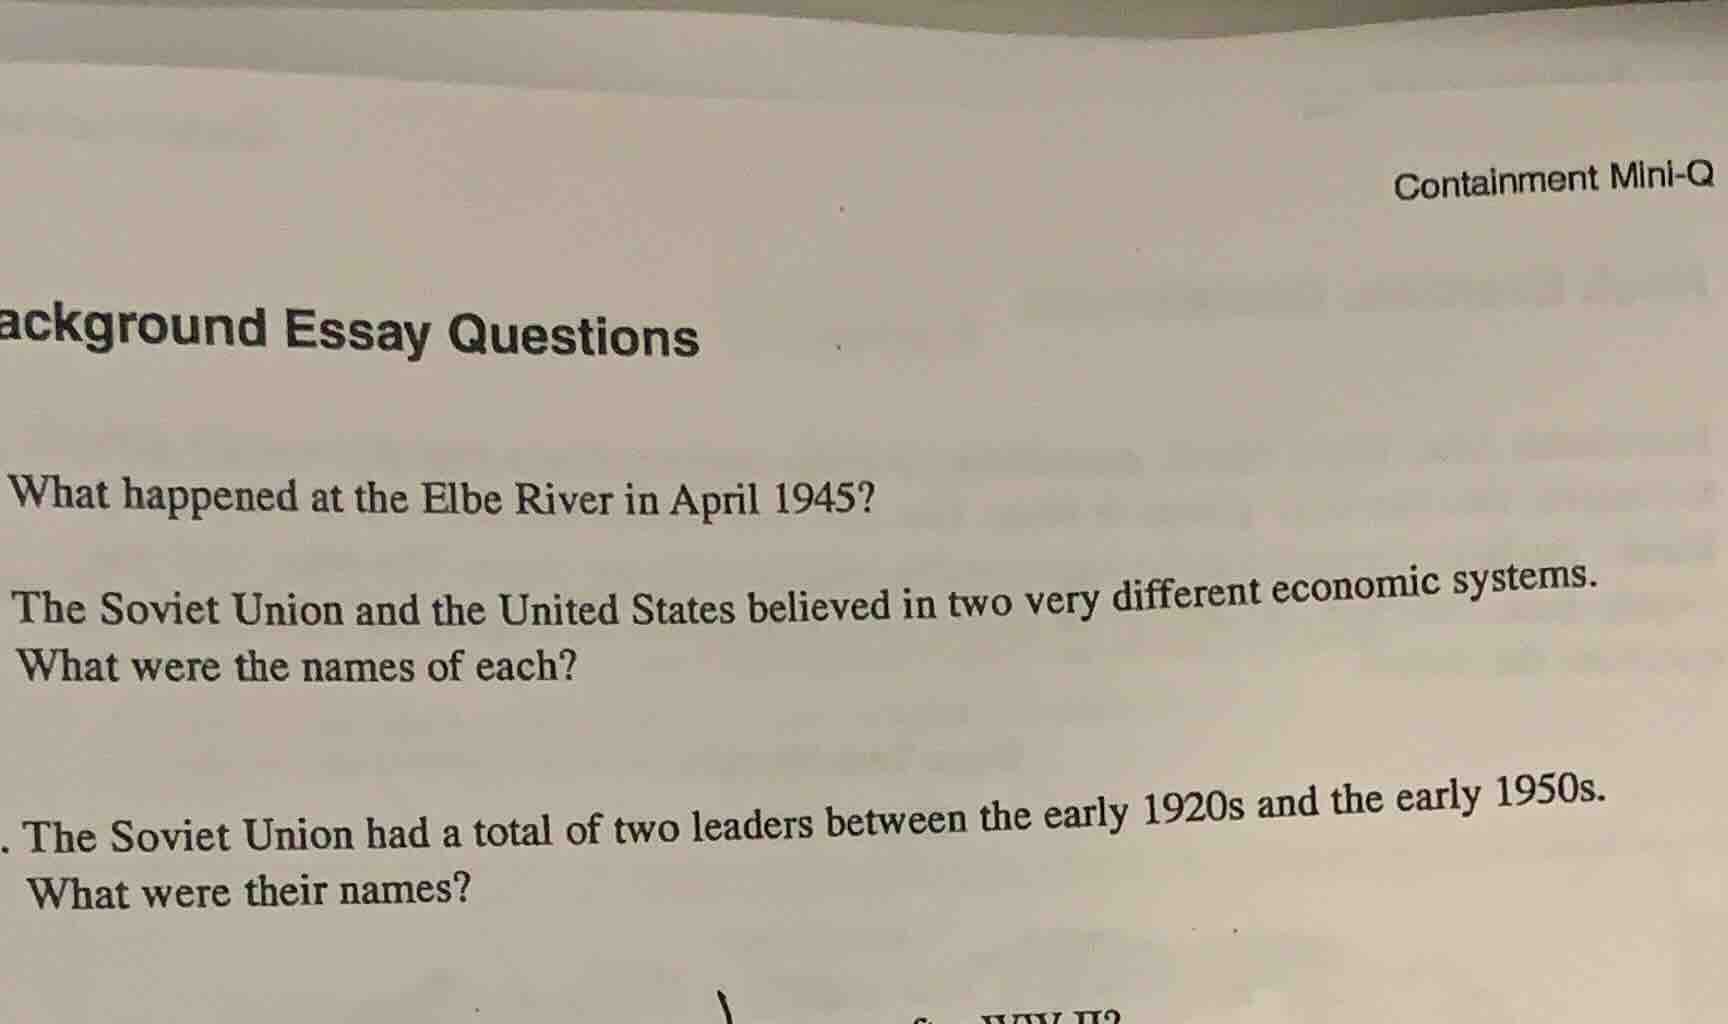 Containment Mini-Q
ackground Essay Questions
What happened at the Elbe River in April 1945?
The Soviet Union and the United States believed in two very different economic systems.
What were the names of each?
. The Soviet Union had a total of two leaders between the early 1920s and the early 1950s.
What were their names?
WW II?